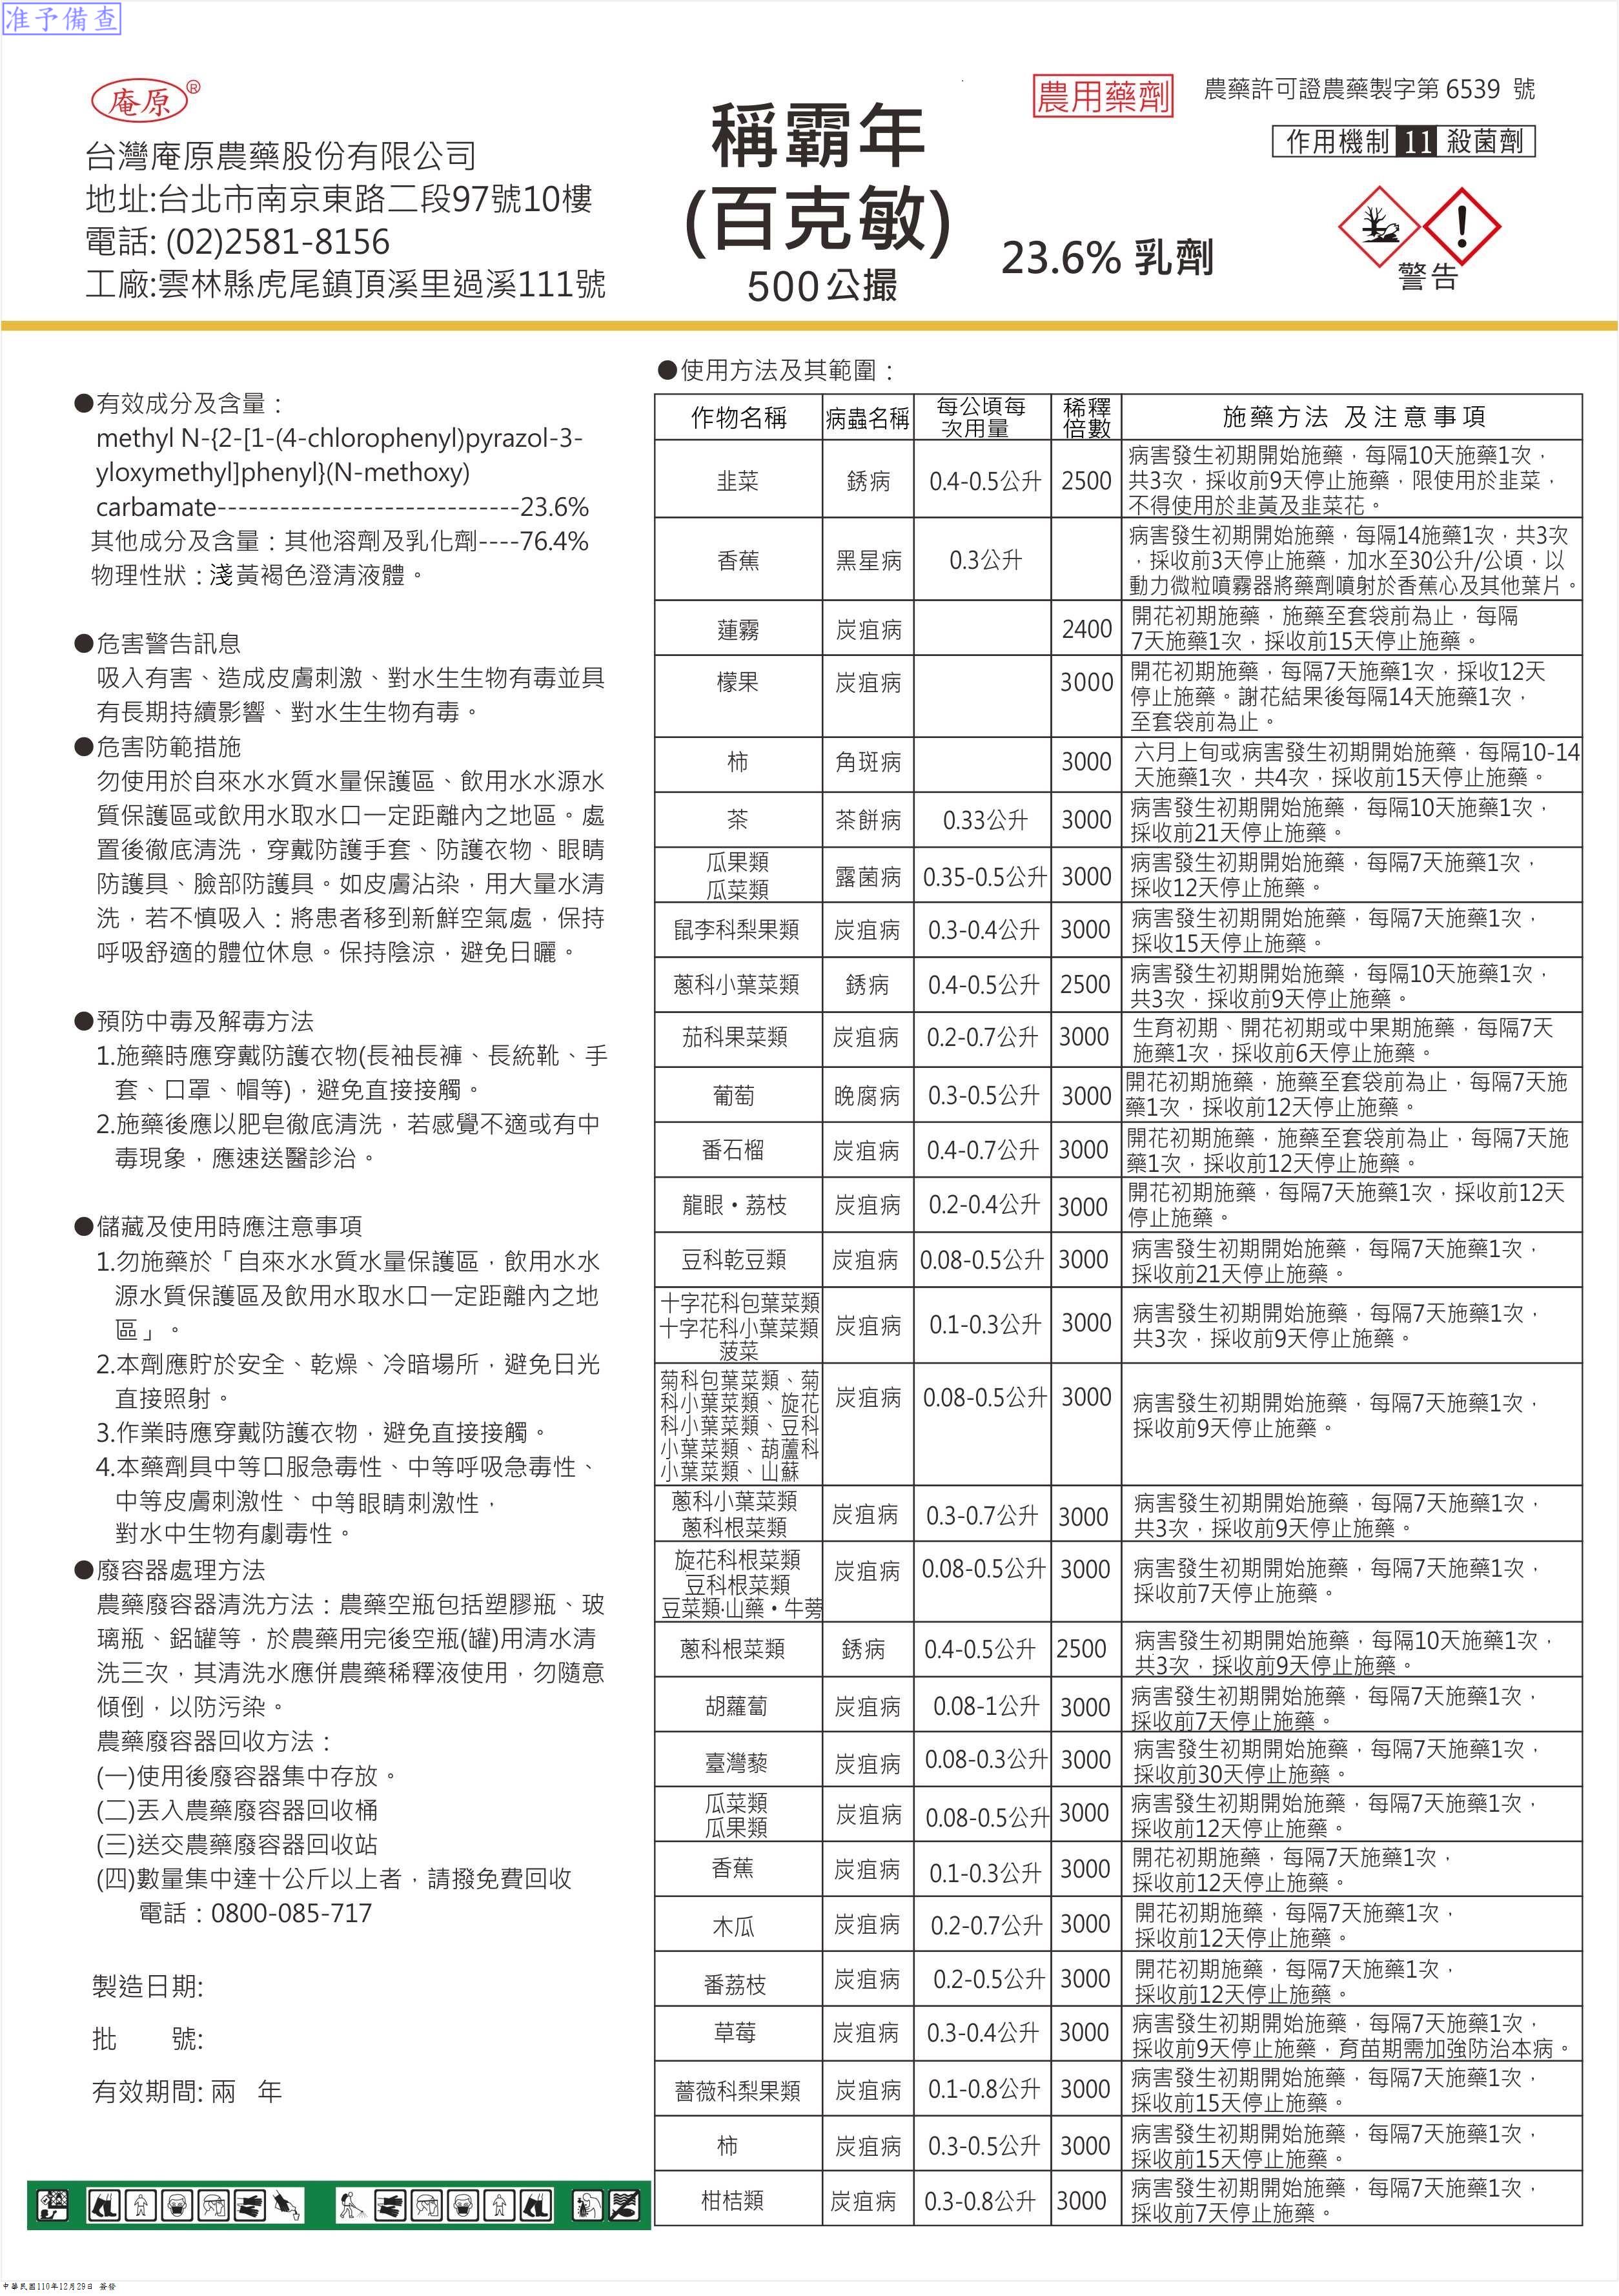 准予備查
庵原®
台灣庵原農藥股份有限公司
地址:台北市南京東路二段97號10樓
電話: (02)2581-8156
工廠:雲林縣虎尾鎮頂溪里過溪111號
稱霸年
(百克敏)
500公撮
23.6% 乳劑
農用藥劑
農藥許可證農藥製字第 6539 號
作用機制 11 殺菌劑
警告
●有效成分及含量：
methyl N-{2-[1-(4-chlorophenyl)pyrazol-3-
yloxymethyl]phenyl}(N-methoxy)
carbamate-----------------------------23.6%
其他成分及含量：其他溶劑及乳化劑----76.4%
物理性狀：淺黃褐色澄清液體。
●危害警告訊息
吸入有害、造成皮膚刺激、對水生生物有毒並具
有長期持續影響、對水生生物有毒。
●危害防範措施
勿使用於自來水水質水量保護區、飲用水水源水
質保護區或飲用水取水口一定距離內之地區。處
置後徹底清洗，穿戴防護手套、防護衣物、眼睛
防護具、臉部防護具。如皮膚沾染，用大量水清
洗，若不慎吸入：將患者移到新鮮空氣處，保持
呼吸舒適的體位休息。保持陰涼，避免日曬。
●預防中毒及解毒方法
1.施藥時應穿戴防護衣物(長袖長褲、長統靴、手
套、口罩、帽等)，避免直接接觸。
2.施藥後應以肥皂徹底清洗，若感覺不適或有中
毒現象，應速送醫診治。
●儲藏及使用時應注意事項
1.勿施藥於「自來水水質水量保護區，飲用水水
源水質保護區及飲用水取水口一定距離內之地
區」。
2.本劑應貯於安全、乾燥、冷暗場所，避免日光
直接照射。
3.作業時應穿戴防護衣物，避免直接接觸。
4.本藥劑具中等口服急毒性、中等呼吸急毒性、
中等皮膚刺激性、中等眼睛刺激性，
對水中生物有劇毒性。
●廢容器處理方法
農藥廢容器清洗方法：農藥空瓶包括塑膠瓶、玻
璃瓶、鋁罐等，於農藥用完後空瓶(罐)用清水清
洗三次，其清洗水應併農藥稀釋液使用，勿隨意
傾倒，以防污染。
農藥廢容器回收方法：
(一)使用後廢容器集中存放。
(二)丟入農藥廢容器回收桶
(三)送交農藥廢容器回收站
(四)數量集中達十公斤以上者，請撥免費回收
電話：0800-085-717
製造日期:
批 號:
有效期間: 兩 年
●使用方法及其範圍：
作物名稱 病蟲名稱 每公頃每次用量 稀釋倍數 施藥方法 及注意事項
韭菜 銹病 0.4-0.5公升 2500 病害發生初期開始施藥，每隔10天施藥1次，
共3次，採收前9天停止施藥，限使用於韭菜，
不得使用於韭黃及韭菜花。
香蕉 黑星病 0.3公升 病害發生初期開始施藥，每隔14施藥1次，共3次
，採收前3天停止施藥，加水至30公升/公頃，以
動力微粒噴霧器將藥劑噴射於香蕉心及其他葉片。
蓮霧 炭疽病 2400 開花初期施藥，施藥至套袋前為止，每隔
7天施藥1次，採收前15天停止施藥。
檬果 炭疽病 3000 開花初期施藥，每隔7天施藥1次，採收12天
停止施藥。謝花結果後每隔14天施藥1次，
至套袋前為止。
柿 角斑病 3000 六月上旬或病害發生初期開始施藥，每隔10-14
天施藥1次，共4次，採收前15天停止施藥。
茶 茶餅病 0.33公升 3000 病害發生初期開始施藥，每隔10天施藥1次，
採收前21天停止施藥。
瓜果類
瓜菜類 露菌病 0.35-0.5公升 3000 病害發生初期開始施藥，每隔7天施藥1次，
採收12天停止施藥。
鼠李科梨果類 炭疽病 0.3-0.4公升 3000 病害發生初期開始施藥，每隔7天施藥1次，
採收15天停止施藥。
蔥科小葉菜類 銹病 0.4-0.5公升 2500 病害發生初期開始施藥，每隔10天施藥1次，
共3次，採收前9天停止施藥。
茄科果菜類 炭疽病 0.2-0.7公升 3000 生育初期、開花初期或中果期施藥，每隔7天
施藥1次，採收前6天停止施藥。
葡萄 晚腐病 0.3-0.5公升 3000 開花初期施藥，施藥至套袋前為止，每隔7天施
藥1次，採收前12天停止施藥。
番石榴 炭疽病 0.4-0.7公升 3000 開花初期施藥，施藥至套袋前為止，每隔7天施
藥1次，採收前12天停止施藥。
龍眼・荔枝 炭疽病 0.2-0.4公升 3000 開花初期施藥，每隔7天施藥1次，採收前12天
停止施藥。
豆科乾豆類 炭疽病 0.08-0.5公升 3000 病害發生初期開始施藥，每隔7天施藥1次，
採收前21天停止施藥。
十字花科包葉菜類
十字花科小葉菜類
菠菜 炭疽病 0.1-0.3公升 3000 病害發生初期開始施藥，每隔7天施藥1次，
共3次，採收前9天停止施藥。
菊科包葉菜類、菊
科小葉菜類、旋花
科小葉菜類、豆科
小葉菜類、葫蘆科
小葉菜類、山蘇 炭疽病 0.08-0.5公升 3000 病害發生初期開始施藥，每隔7天施藥1次，
採收前9天停止施藥。
蔥科小葉菜類
蔥科根菜類 炭疽病 0.3-0.7公升 3000 病害發生初期開始施藥，每隔7天施藥1次，
共3次，採收前9天停止施藥。
旋花科根菜類
豆科根菜類
豆菜類·山藥・牛蒡 炭疽病 0.08-0.5公升 3000 病害發生初期開始施藥，每隔7天施藥1次，
採收前7天停止施藥。
蔥科根菜類 銹病 0.4-0.5公升 2500 病害發生初期開始施藥，每隔10天施藥1次，
共3次，採收前9天停止施藥。
胡蘿蔔 炭疽病 0.08-1公升 3000 病害發生初期開始施藥，每隔7天施藥1次，
採收前7天停止施藥。
臺灣藜 炭疽病 0.08-0.3公升 3000 病害發生初期開始施藥，每隔7天施藥1次，
採收前30天停止施藥。
瓜菜類
瓜果類 炭疽病 0.08-0.5公升 3000 病害發生初期開始施藥，每隔7天施藥1次，
採收前12天停止施藥。
香蕉 炭疽病 0.1-0.3公升 3000 開花初期施藥，每隔7天施藥1次，
採收前12天停止施藥。
木瓜 炭疽病 0.2-0.7公升 3000 開花初期施藥，每隔7天施藥1次，
採收前12天停止施藥。
番荔枝 炭疽病 0.2-0.5公升 3000 開花初期施藥，每隔7天施藥1次，
採收前12天停止施藥。
草莓 炭疽病 0.3-0.4公升 3000 病害發生初期開始施藥，每隔7天施藥1次，
採收前9天停止施藥，育苗期需加強防治本病。
薔薇科梨果類 炭疽病 0.1-0.8公升 3000 病害發生初期開始施藥，每隔7天施藥1次，
採收前15天停止施藥。
柿 炭疽病 0.3-0.5公升 3000 病害發生初期開始施藥，每隔7天施藥1次，
採收前15天停止施藥。
柑桔類 炭疽病 0.3-0.8公升 3000 病害發生初期開始施藥，每隔7天施藥1次，
採收前7天停止施藥。
中華民國110年12月29日 簽發